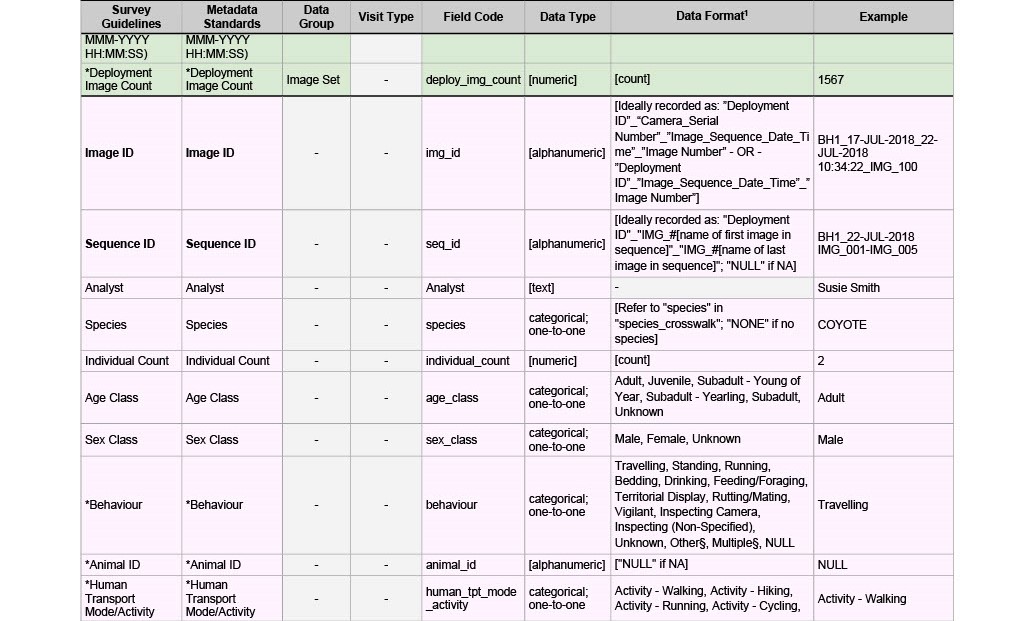 Survey Guidelines	Metadata Standards	Data Group	Visit Type	Field Code	Data Type	Data Format¹	Example
MMM-YYYY HH:MM:SS)	MMM-YYYY HH:MM:SS)
*Deployment Image Count	*Deployment Image Count	Image Set	-	deploy_img_count	[numeric]	[count]	1567
Image ID	Image ID	-	-	img_id	[alphanumeric]	[Ideally recorded as: ”Deployment ID”_“Camera_Serial Number”_”Image_Sequence_Date_Time”_”Image Number” - OR - ”Deployment ID”_”Image_Sequence_Date_Time”_”Image Number”]	BH1_17-JUL-2018_22-JUL-2018 10:34:22_IMG_100
Sequence ID	Sequence ID	-	-	seq_id	[alphanumeric]	[Ideally recorded as: "Deployment ID"_"IMG_#[name of first image in sequence]"_"IMG_#[name of last image in sequence]"; "NULL" if NA]	BH1_22-JUL-2018 IMG_001-IMG_005
Analyst	Analyst	-	-	Analyst	[text]	-	Susie Smith
Species	Species	-	-	species	categorical; one-to-one	[Refer to "species" in "species_crosswalk"; "NONE" if no species]	COYOTE
Individual Count	Individual Count	-	-	individual_count	[numeric]	[count]	2
Age Class	Age Class	-	-	age_class	categorical; one-to-one	Adult, Juvenile, Subadult - Young of Year, Subadult - Yearling, Subadult, Unknown	Adult
Sex Class	Sex Class	-	-	sex_class	categorical; one-to-one	Male, Female, Unknown	Male
*Behaviour	*Behaviour	-	-	behaviour	categorical; one-to-one	Travelling, Standing, Running, Bedding, Drinking, Feeding/Foraging, Territorial Display, Rutting/Mating, Vigilant, Inspecting Camera, Inspecting (Non-Specified), Unknown, Other§, Multiple§, NULL	Travelling
*Animal ID	*Animal ID	-	-	animal_id	[alphanumeric]	["NULL" if NA]	NULL
*Human Transport Mode/Activity	*Human Transport Mode/Activity	-	-	human_tpt_mode_activity	categorical; one-to-one	Activity - Walking, Activity - Hiking, Activity - Running, Activity - Cycling,	Activity - Walking